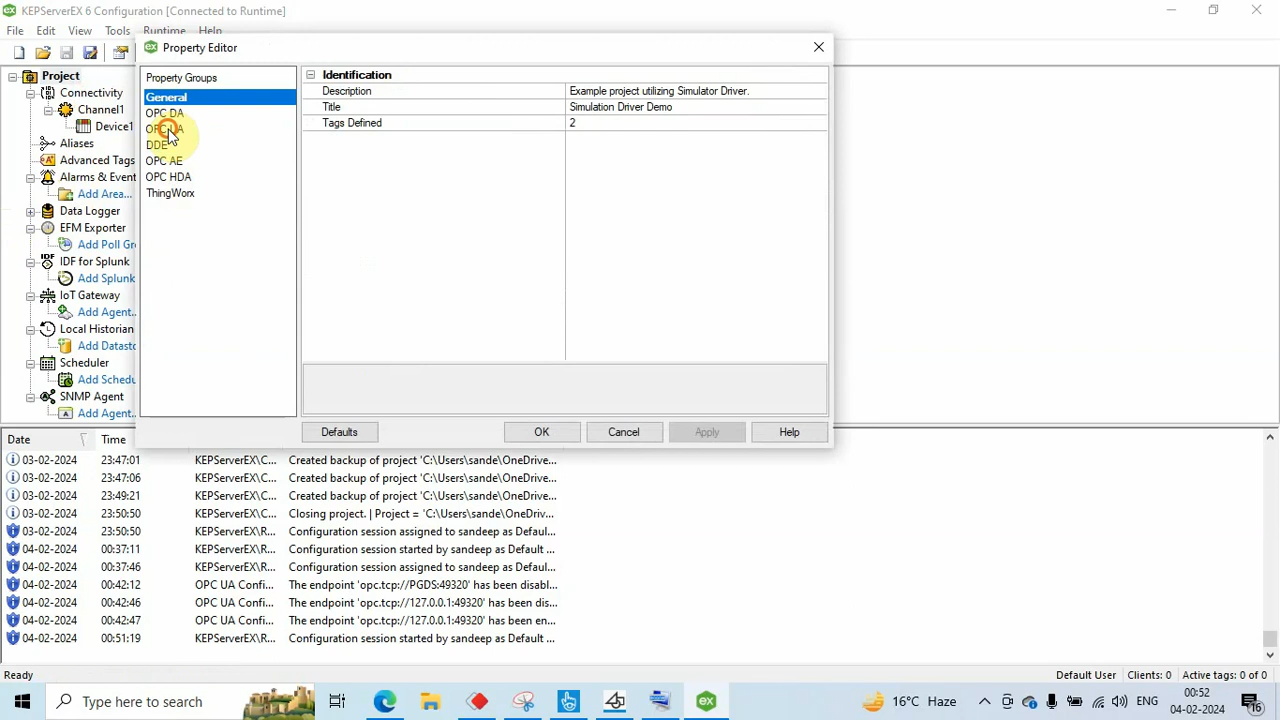 KEPServerEX 6 Configuration [Connected to Runtime]
File Edit View Tools Runtime Help
ex Property Editor
Property Groups
General
OPC DA
DDE
OPC AE
OPC HDA
ThingWorx
Identification
Description Example project utilizing Simulator Driver.
Title Simulation Driver Demo
Tags Defined 2
Defaults OK Cancel Apply Help
Project
Connectivity
Channel1
Device1
Aliases
Advanced Tags
Alarms & Event
Add Area...
Data Logger
EFM Exporter
Add Poll Gr
IDF IDF for Splunk
Add Splunk
IoT Gateway
Add Agent.
Local Historian
Add Datasto
Scheduler
Add Schedu
SNMP Agent
Add Agent..
Date Time
03-02-2024 23:47:01 KEPServerEX\C... Created backup of project 'C:\Users\sande\OneDrive...
03-02-2024 23:47:06 KEPServerEX\C... Created backup of project 'C:\Users\sande\OneDrive...
03-02-2024 23:49:21 KEPServerEX\C... Created backup of project 'C:\Users\sande\OneDrive...
03-02-2024 23:50:50 KEPServerEX\C... Closing project. | Project = 'C:\Users\sande\OneDriv...
03-02-2024 23:50:50 KEPServerEX\R... Configuration session assigned to sandeep as Defaul...
04-02-2024 00:37:11 KEPServerEX\R... Configuration session started by sandeep as Default ...
04-02-2024 00:37:46 KEPServerEX\R... Configuration session assigned to sandeep as Defaul...
04-02-2024 00:42:12 OPC UA Confi... The endpoint 'opc.tcp://PGDS:49320' has been disabl...
04-02-2024 00:42:46 OPC UA Confi... The endpoint 'opc.tcp://127.0.0.1:49320' has been dis...
04-02-2024 00:42:47 OPC UA Confi... The endpoint 'opc.tcp://127.0.0.1:49320' has been en...
04-02-2024 00:51:19 KEPServerEX\R... Configuration session started by sandeep as Default ...
Ready Default User Clients: 0 Active tags: 0 of 0
Type here to search 16°C Haze ENG 00:52
04-02-2024 16